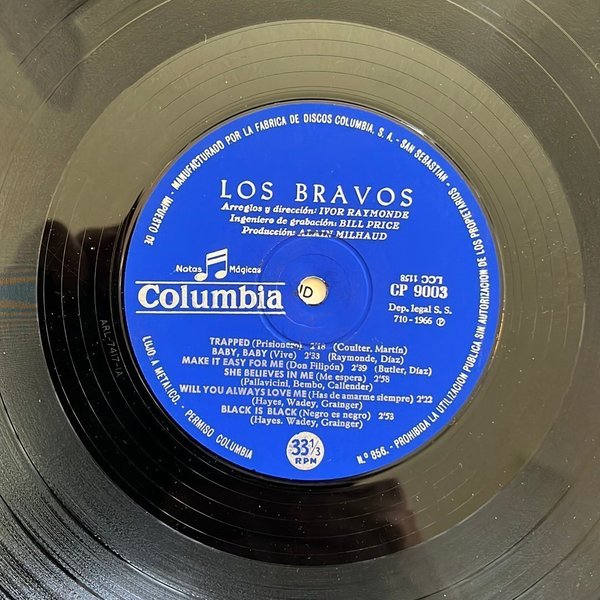 IMPUESTO DE LUJO A METALICO. PERMISO COLUMBIA Nº 856. - PROHIBIDA LA UTILIZACION PUBLICA SIN AUTORIZACION DE LOS PROPIETARIOS
MANUFACTURADO POR LA FABRICA DE DISCOS COLUMBIA, S. A. - SAN SEBASTIAN -
LOS BRAVOS
Arreglos y dirección: IVOR RAYMONDE
Ingeniero de grabación: BILL PRICE
Producción: ALAIN MILHAUD
Notas Mágicas
Columbia
ND
LCC 1158
CP 9003
Dep. legal S. S.
710 - 1966 Ⓟ
TRAPPED (Prisionero) 2'18 (Coulter. Martín)
BABY, BABY (Vive) 2'33 (Raymonde, Díaz)
MAKE IT EASY FOR ME (Don Filipón) 2'39 (Butler, Díaz)
SHE BELIEVES IN ME (Me espera) 2'58
(Pallavicini, Bembo, Callender)
WILL YOU ALWAYS LOVE ME (Has de amarme siempre) 2'22
(Hayes, Wadey, Grainger)
BLACK IS BLACK (Negro es negro) 2'53
(Hayes. Wadey, Grainger)
33 1/3
RPM
ARL-7417-1A